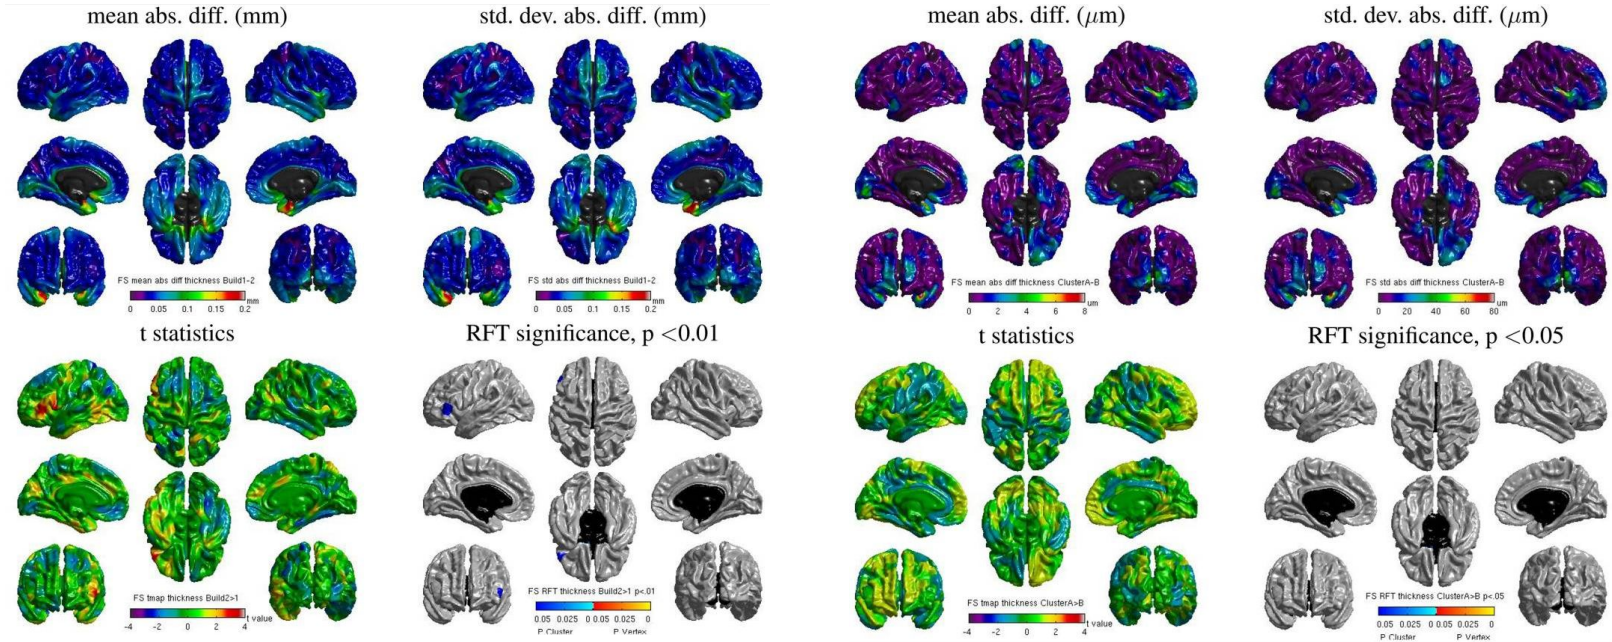 mean abs. diff. (mm)
std. dev. abs. diff. (mm)
mean abs. diff. (μm)
std. dev. abs. diff. (μm)
FS mean abs diff thickness Build1-2
mm
0 0.05 0.1 0.15 0.2
FS std abs diff thickness Build1-2
mm
0 0.05 0.1 0.15 0.2
FS mean abs diff thickness ClusterA-B
um
0 2 4 6 8
FS std abs diff thickness ClusterA-B
um
0 20 40 60 80
t statistics
RFT significance, p <0.01
t statistics
RFT significance, p <0.05
FS tmap thickness Build2>1
t value
-4 -2 0 2 4
FS RFT thickness Build2>1 p<.01
0.05 0.025 0 0.05 0.025 0
P Cluster P Vertex
FS tmap thickness ClusterA>B
t value
-4 -2 0 2 4
FS RFT thickness ClusterA>B p<.05
0.05 0.025 0 0.05 0.025 0
P Cluster P Vertex